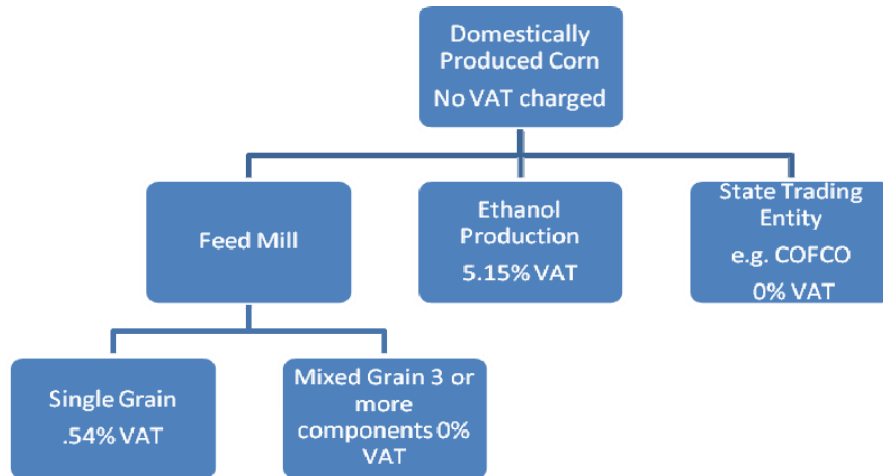 Domestically
Produced Corn
No VAT charged
Feed Mill
Ethanol
Production
5.15% VAT
State Trading
Entity
e.g. COFCO
0% VAT
Single Grain
.54% VAT
Mixed Grain 3 or
more
components 0%
VAT